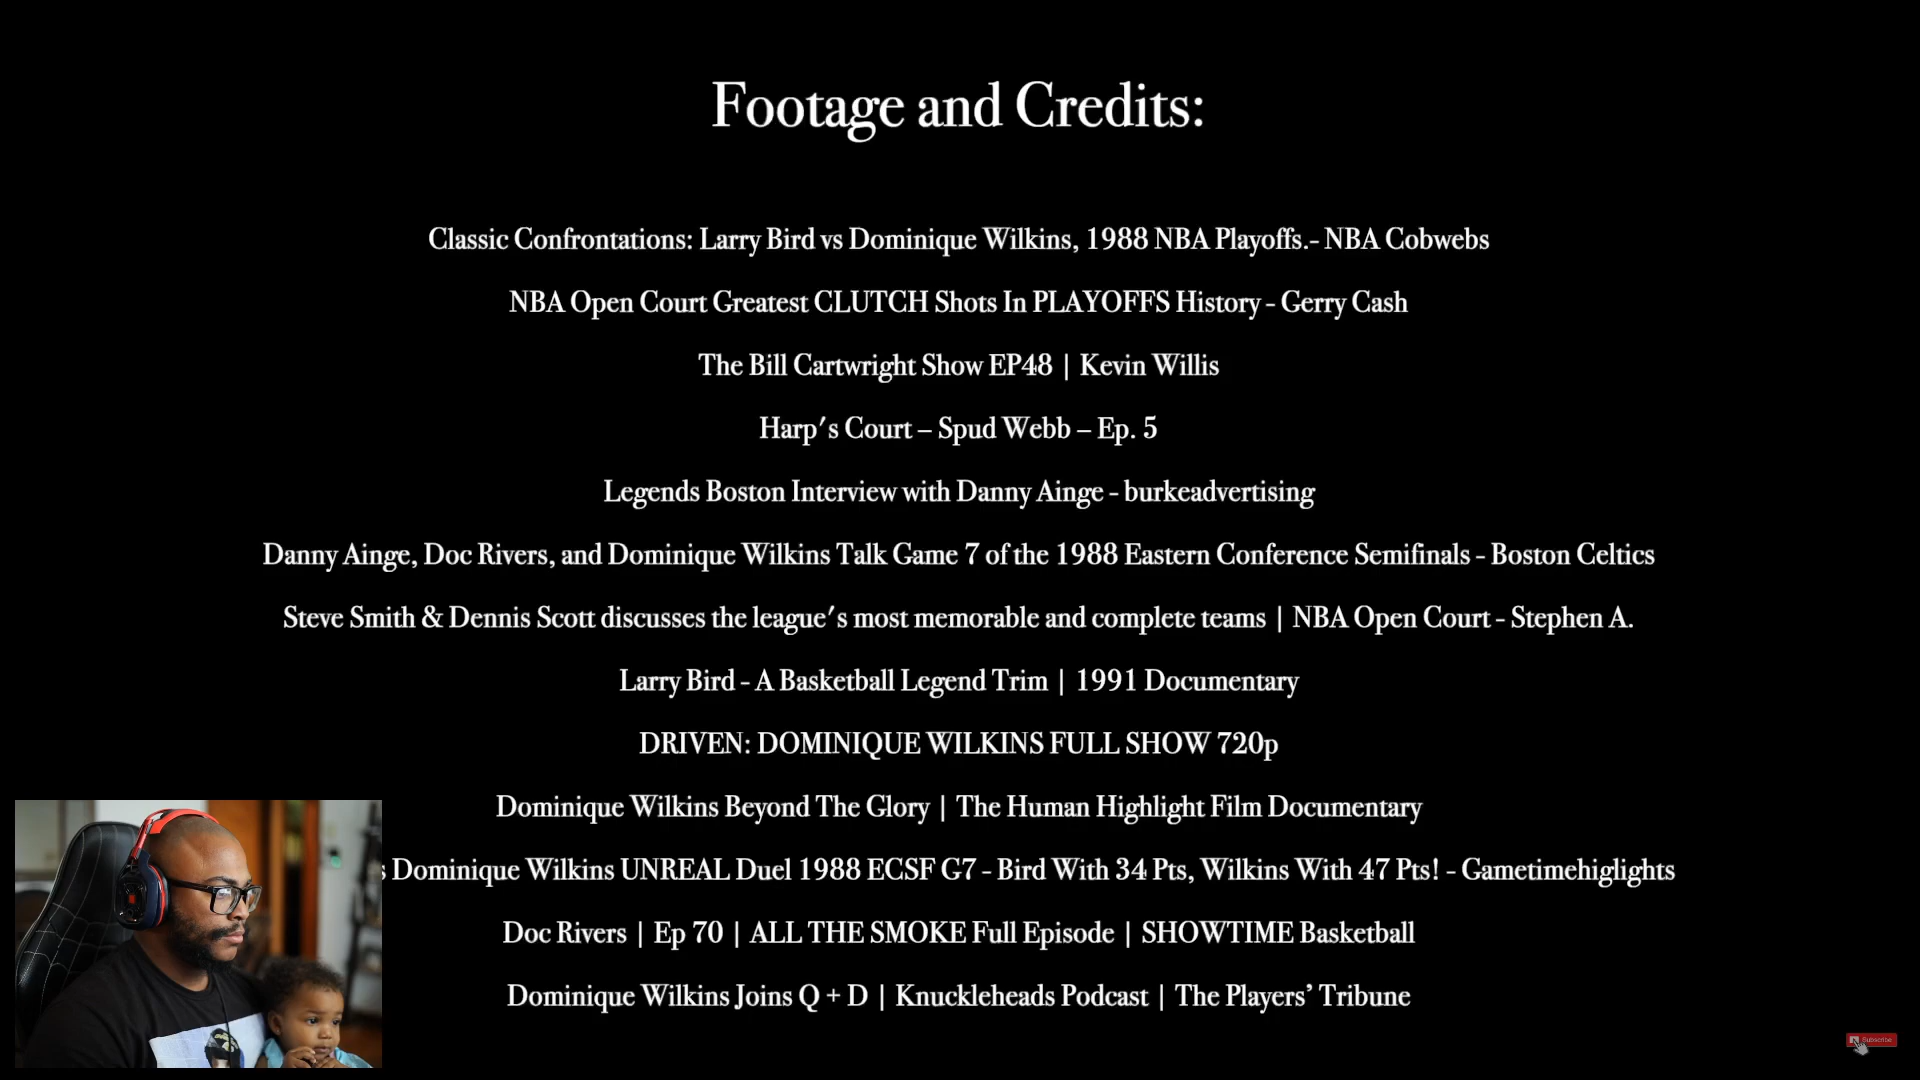 Footage and Credits:
Classic Confrontations: Larry Bird vs Dominique Wilkins, 1988 NBA Playoffs.- NBA Cobwebs
NBA Open Court Greatest CLUTCH Shots In PLAYOFFS History - Gerry Cash
The Bill Cartwright Show EP48 | Kevin Willis
Harp's Court – Spud Webb – Ep. 5
Legends Boston Interview with Danny Ainge - burkeadvertising
Danny Ainge, Doc Rivers, and Dominique Wilkins Talk Game 7 of the 1988 Eastern Conference Semifinals - Boston Celtics
Steve Smith & Dennis Scott discusses the league's most memorable and complete teams | NBA Open Court - Stephen A.
Larry Bird - A Basketball Legend Trim | 1991 Documentary
DRIVEN: DOMINIQUE WILKINS FULL SHOW 720p
Dominique Wilkins Beyond The Glory | The Human Highlight Film Documentary
Dominique Wilkins UNREAL Duel 1988 ECSF G7 - Bird With 34 Pts, Wilkins With 47 Pts! - Gametimehiglights
Doc Rivers | Ep 70 | ALL THE SMOKE Full Episode | SHOWTIME Basketball
Dominique Wilkins Joins Q + D | Knuckleheads Podcast | The Players’ Tribune
Subscribe